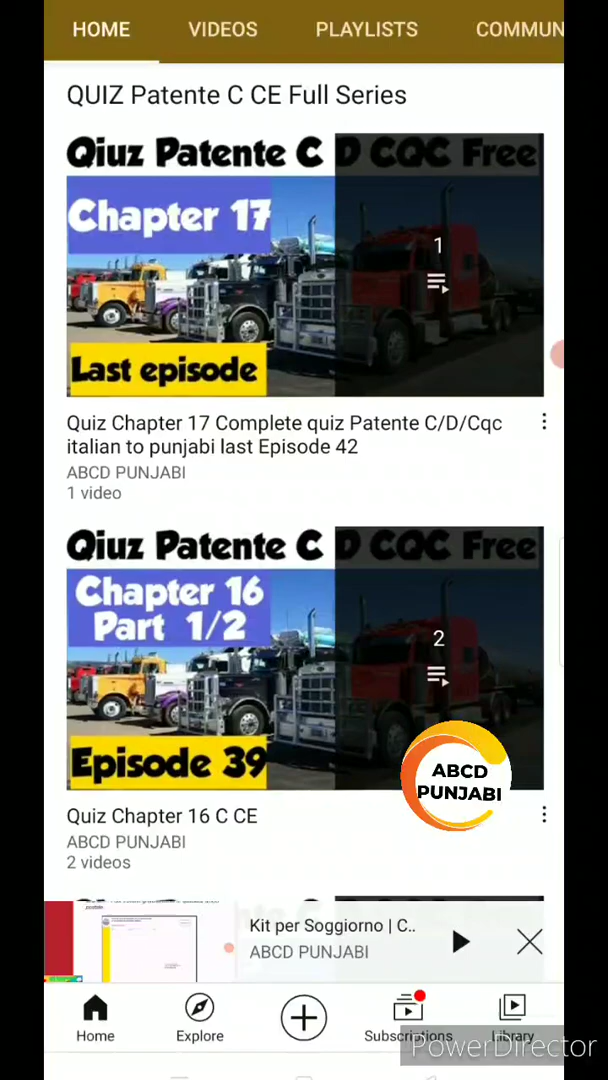 HOME VIDEOS PLAYLISTS COMMUN
QUIZ Patente C CE Full Series
Qiuz Patente C D CQC Free
Chapter 17
1
Last episode
Quiz Chapter 17 Complete quiz Patente C/D/Cqc
italian to punjabi last Episode 42
ABCD PUNJABI
1 video
Qiuz Patente C D CQC Free
Chapter 16
Part 1/2
2
Episode 39
ABCD
PUNJABI
Quiz Chapter 16 C CE
ABCD PUNJABI
2 videos
Kit per Soggiorno | C..
ABCD PUNJABI
Home Explore Subscriptions Library
PowerDirector